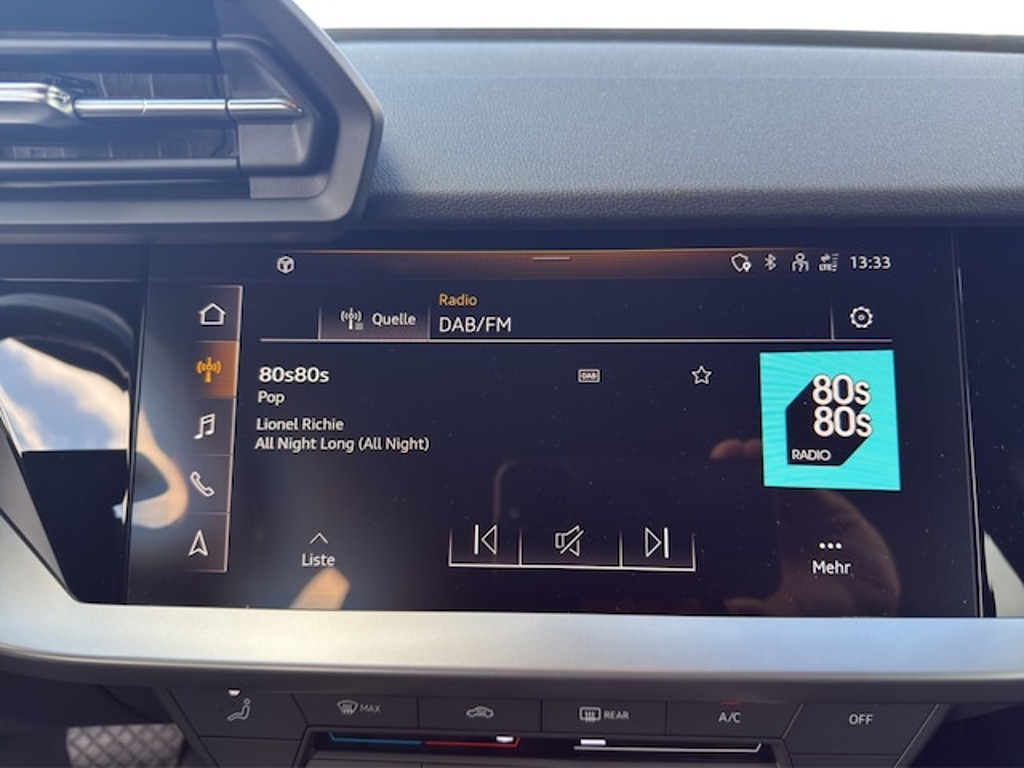 LTE
13:33
Quelle
Radio
DAB/FM
80s80s
DAB
Pop
Lionel Richie
All Night Long (All Night)
80s
80s
RADIO
Liste
Mehr
MAX
REAR
A/C
OFF